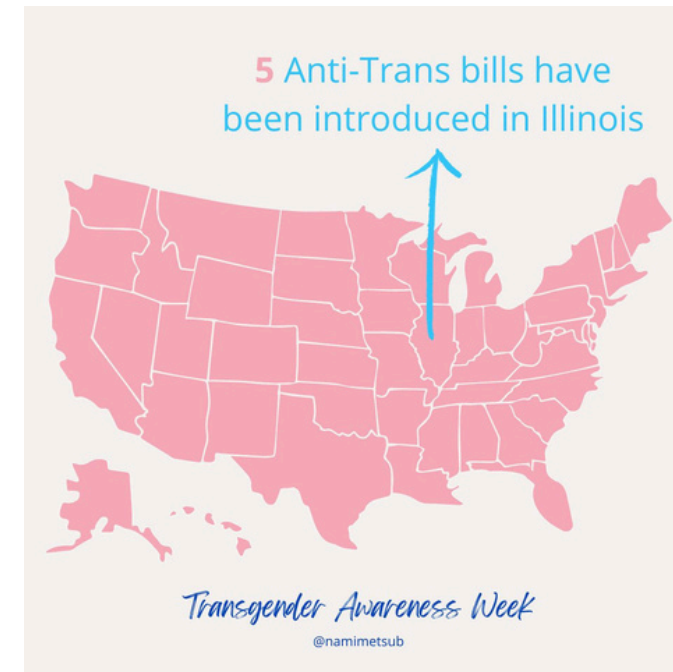 5 Anti-Trans bills have
been introduced in Illinois
Transgender Awareness Week
@namimetsub